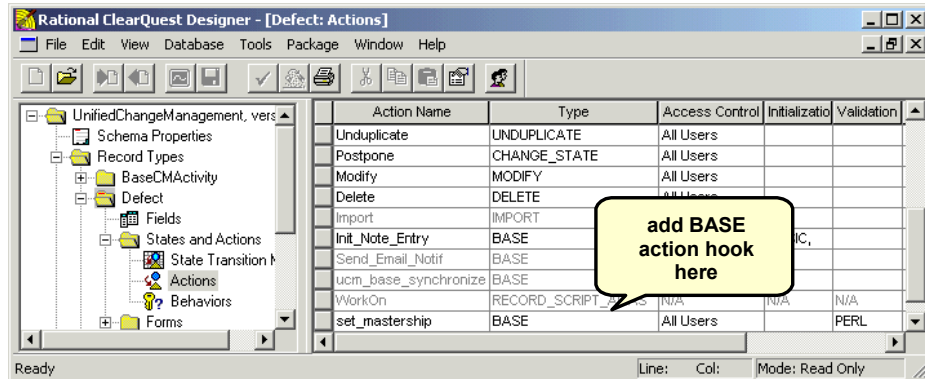 Rational ClearQuest Designer - [Defect: Actions]
File Edit View Database Tools Package Window Help
UnifiedChangeManagement, vers
Schema Properties
Record Types
BaseCMActivity
Defect
Fields
States and Actions
State Transition M
Actions
Behaviors
Forms
Action Name Type Access Control Initializatio Validation
Unduplicate UNDUPLICATE All Users
Postpone CHANGE_STATE All Users
Modify MODIFY All Users
Delete DELETE All Users
Import IMPORT
Init_Note_Entry BASE IC,
Send_Email_Notif BASE
ucm_base_synchronize BASE
WorkOn RECORD_SCRIPT_ALIAS N/A N/A N/A
set_mastership BASE All Users PERL
add BASE
action hook
here
Ready Line: Col: Mode: Read Only